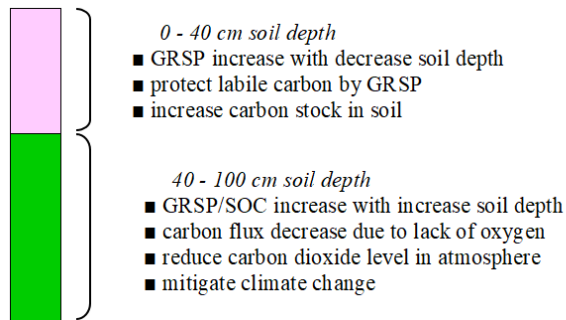 0 - 40 cm soil depth
■ GRSP increase with decrease soil depth
■ protect labile carbon by GRSP
■ increase carbon stock in soil
40 - 100 cm soil depth
■ GRSP/SOC increase with increase soil depth
■ carbon flux decrease due to lack of oxygen
■ reduce carbon dioxide level in atmosphere
■ mitigate climate change